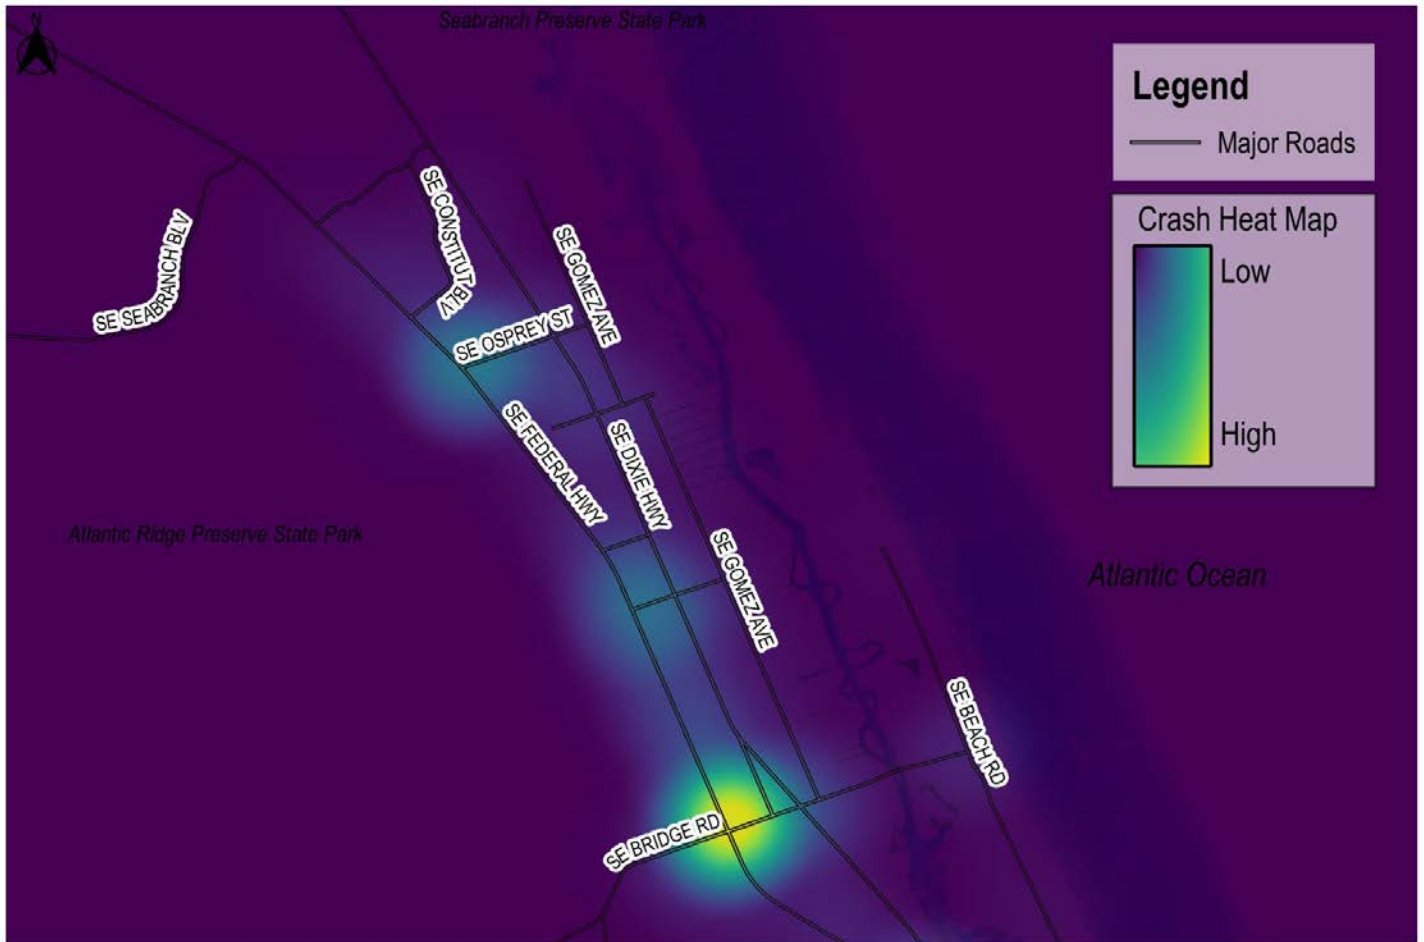 N
Seabranch Preserve State Park
Legend
Major Roads
Crash Heat Map
Low
High
SE CONSTITUT BLV
SE SEABRANCH BLV
SE GOMEZ AVE
SE OSPREY ST
SE FEDERAL HWY
SE DIXIE HWY
Atlantic Ridge Preserve State Park
SE GOMEZ AVE
Atlantic Ocean
SE BEACH RD
SE BRIDGE RD